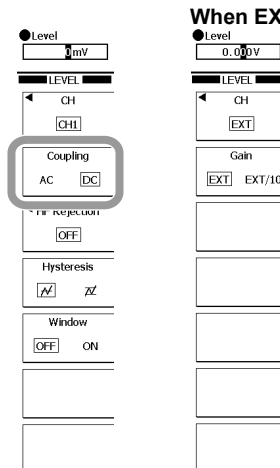 When EX
Level
0mV
LEVEL
CH
CH1
Coupling
AC DC
HF Rejection
OFF
Hysteresis
Window
OFF ON
Level
0.000V
LEVEL
CH
EXT
Gain
EXT EXT/10